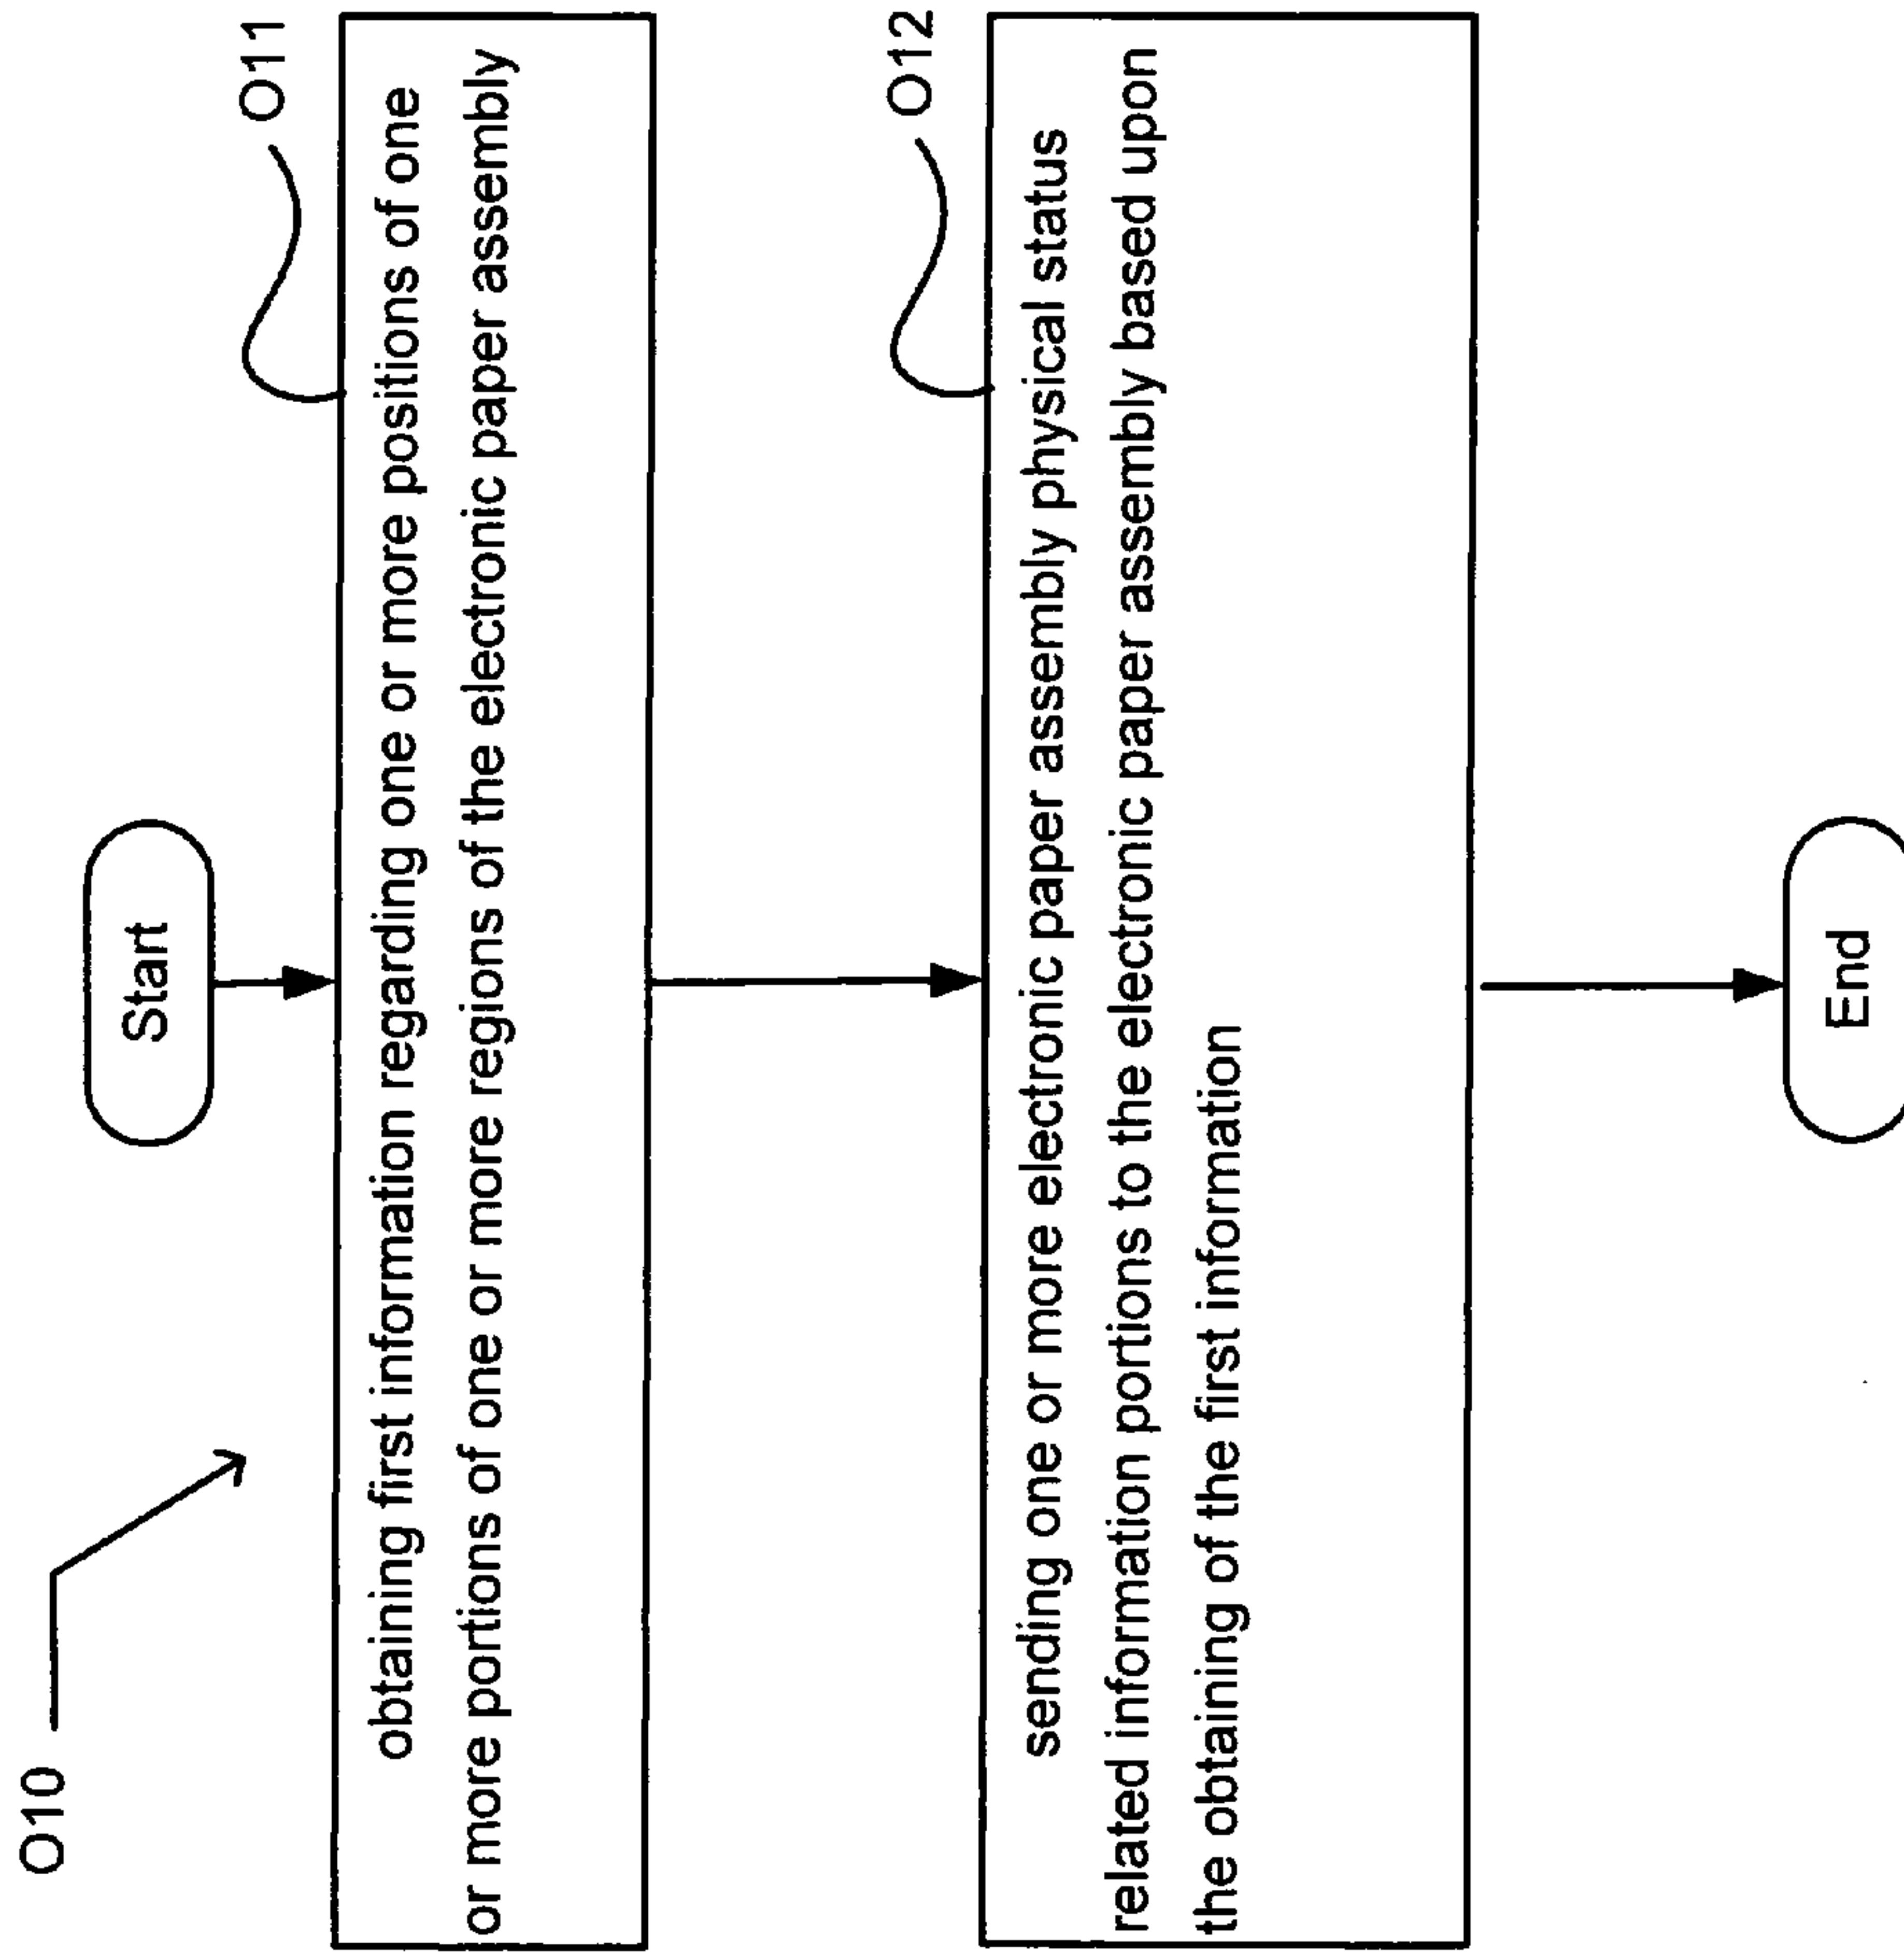 O10
Start
O11
obtaining first information regarding one or more positions of one
or more portions of one or more regions of the electronic paper assembly
O12
sending one or more electronic paper assembly physical status
related information portions to the electronic paper assembly based upon
the obtaining of the first information
End